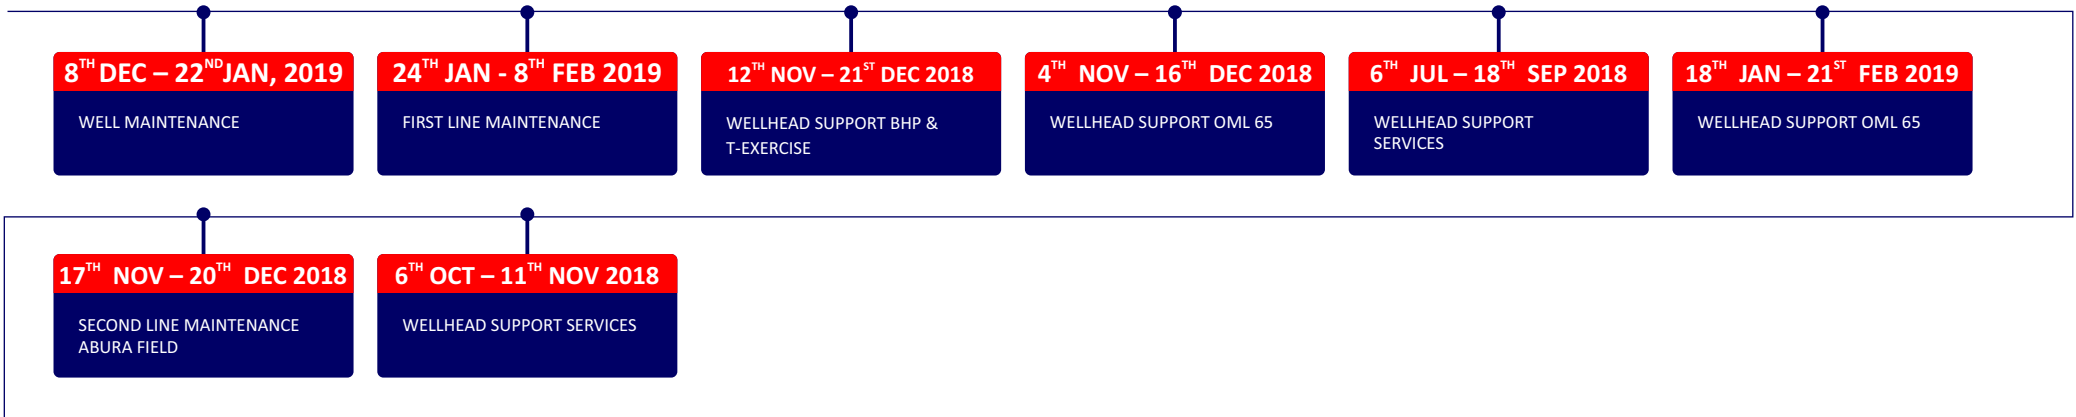 8TH DEC – 22NDJAN, 2019
WELL MAINTENANCE
24TH JAN - 8TH FEB 2019
FIRST LINE MAINTENANCE
12TH NOV – 21ST DEC 2018
WELLHEAD SUPPORT BHP &
T-EXERCISE
4TH NOV – 16TH DEC 2018
WELLHEAD SUPPORT OML 65
6TH JUL – 18TH SEP 2018
WELLHEAD SUPPORT
SERVICES
18TH JAN – 21ST FEB 2019
WELLHEAD SUPPORT OML 65
17TH NOV – 20TH DEC 2018
SECOND LINE MAINTENANCE
ABURA FIELD
6TH OCT – 11TH NOV 2018
WELLHEAD SUPPORT SERVICES